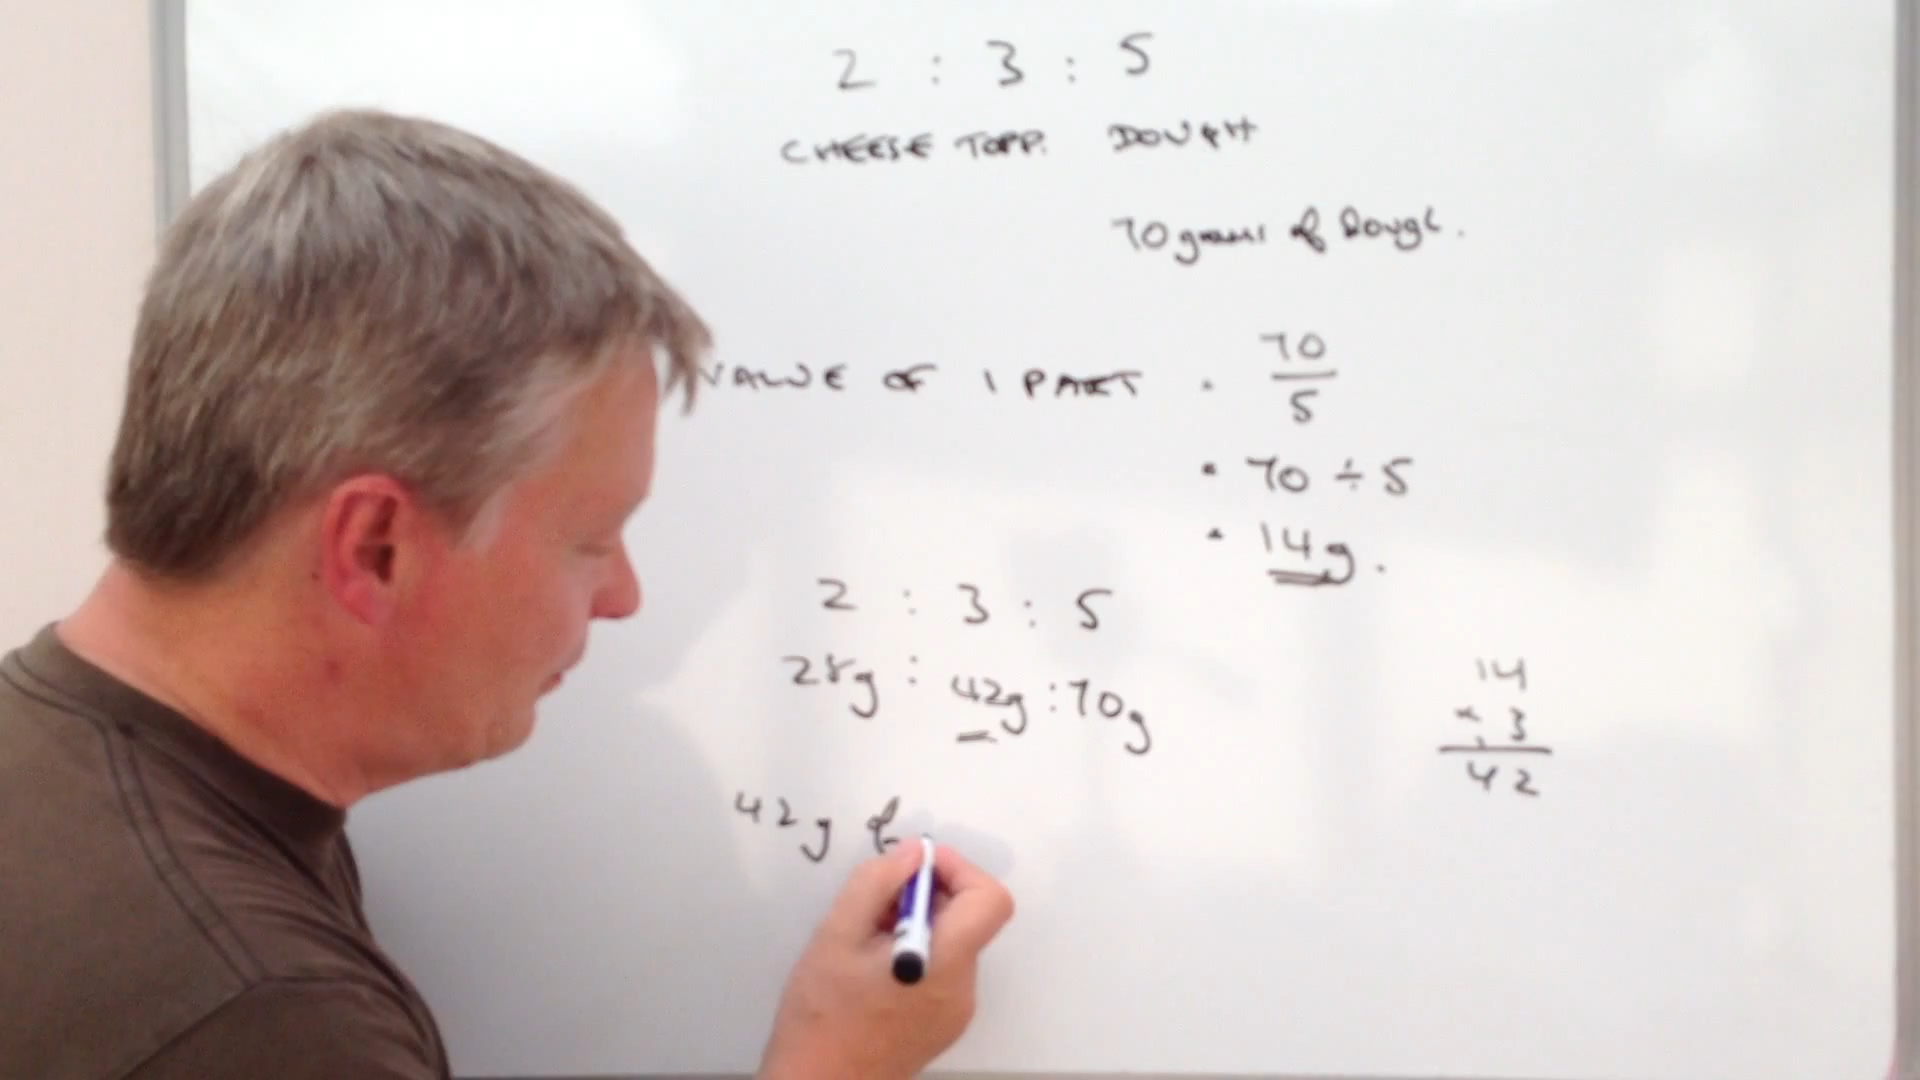 2 : 3 : 5
CHEESE TOPP. DOUGH
70 grams of Dough.
VALUE OF 1 PART = 70/5
= 70 ÷ 5
= 14g.
2 : 3 : 5
28g : 42g : 70g
14
× 3
1
42
42g of